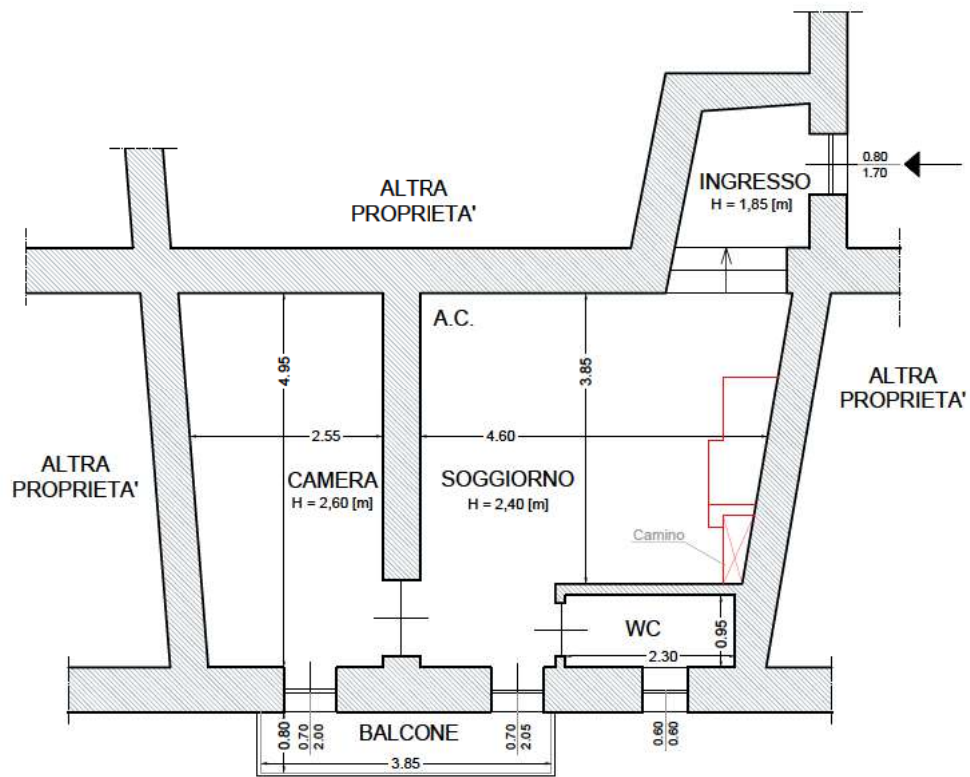 ALTRA
PROPRIETA'
INGRESSO
H = 1,85 [m]
0.80
1.70
A.C.
4.95
3.85
ALTRA
PROPRIETA'
2.55
4.60
ALTRA
PROPRIETA'
CAMERA
H = 2,60 [m]
SOGGIORNO
H = 2,40 [m]
Camino
WC
0.95
2.30
0.80
0.70
2.00
BALCONE
0.70
2.05
0.60
0.60
3.85